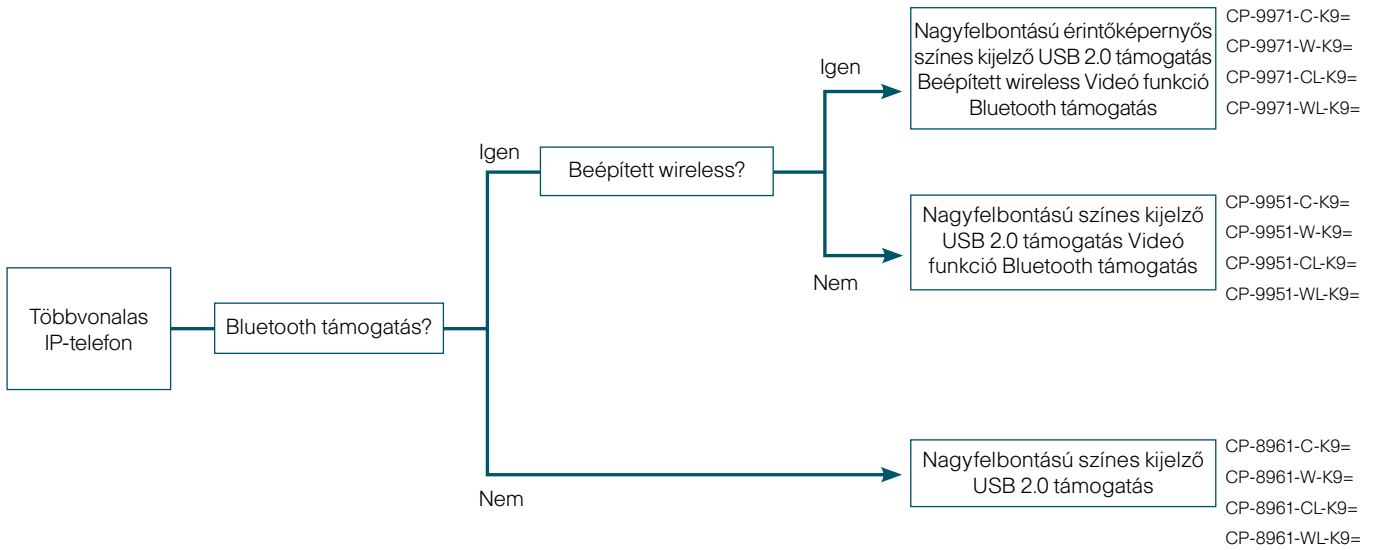 Többvonalas
IP-telefon
Bluetooth támogatás?
Igen
Beépített wireless?
Igen
Nagyfelbontású érintőképernyős
színes kijelző USB 2.0 támogatás
Beépített wireless Videó funkció
Bluetooth támogatás
CP-9971-C-K9=
CP-9971-W-K9=
CP-9971-CL-K9=
CP-9971-WL-K9=
Nem
Nagyfelbontású színes kijelző
USB 2.0 támogatás Videó
funkció Bluetooth támogatás
CP-9951-C-K9=
CP-9951-W-K9=
CP-9951-CL-K9=
CP-9951-WL-K9=
Nem
Nagyfelbontású színes kijelző
USB 2.0 támogatás
CP-8961-C-K9=
CP-8961-W-K9=
CP-8961-CL-K9=
CP-8961-WL-K9=